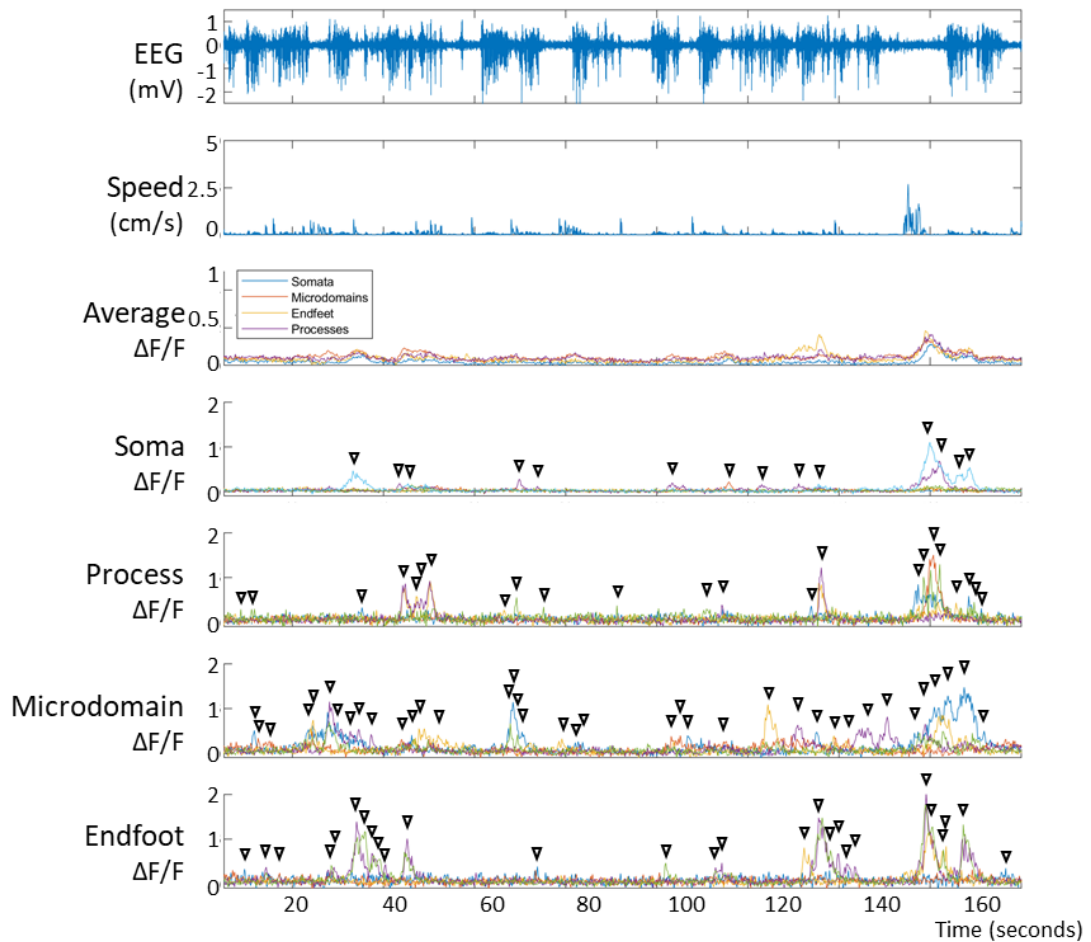 EEG
(mV)
1
0
-1
-2
Speed
(cm/s)
5
2.5
0
Average
ΔF/F
1
0.5
0
Somata
Microdomains
Endfeet
Processes
Soma
ΔF/F
2
1
0
Process
ΔF/F
2
1
0
Microdomain
ΔF/F
2
1
0
Endfoot
ΔF/F
2
1
0
20 40 60 80 100 120 140 160
Time (seconds)